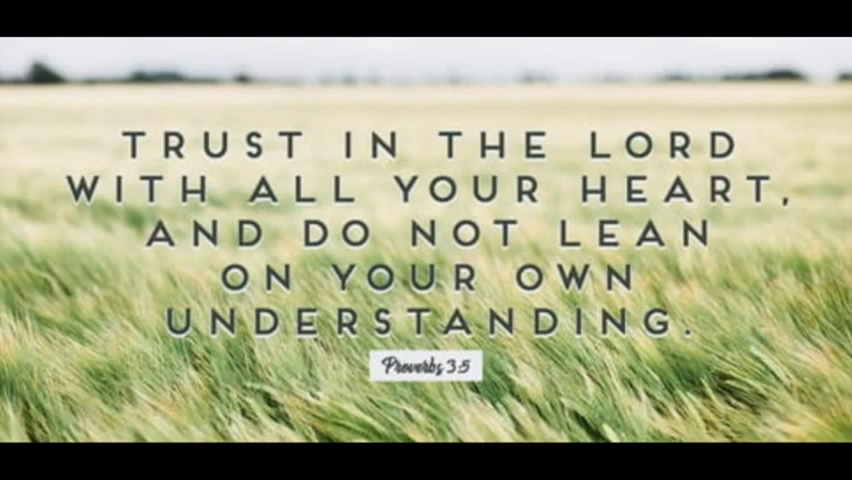 TRUST IN THE LORD
WITH ALL YOUR HEART,
AND DO NOT LEAN
ON YOUR OWN
UNDERSTANDING.
Proverbs 3:5